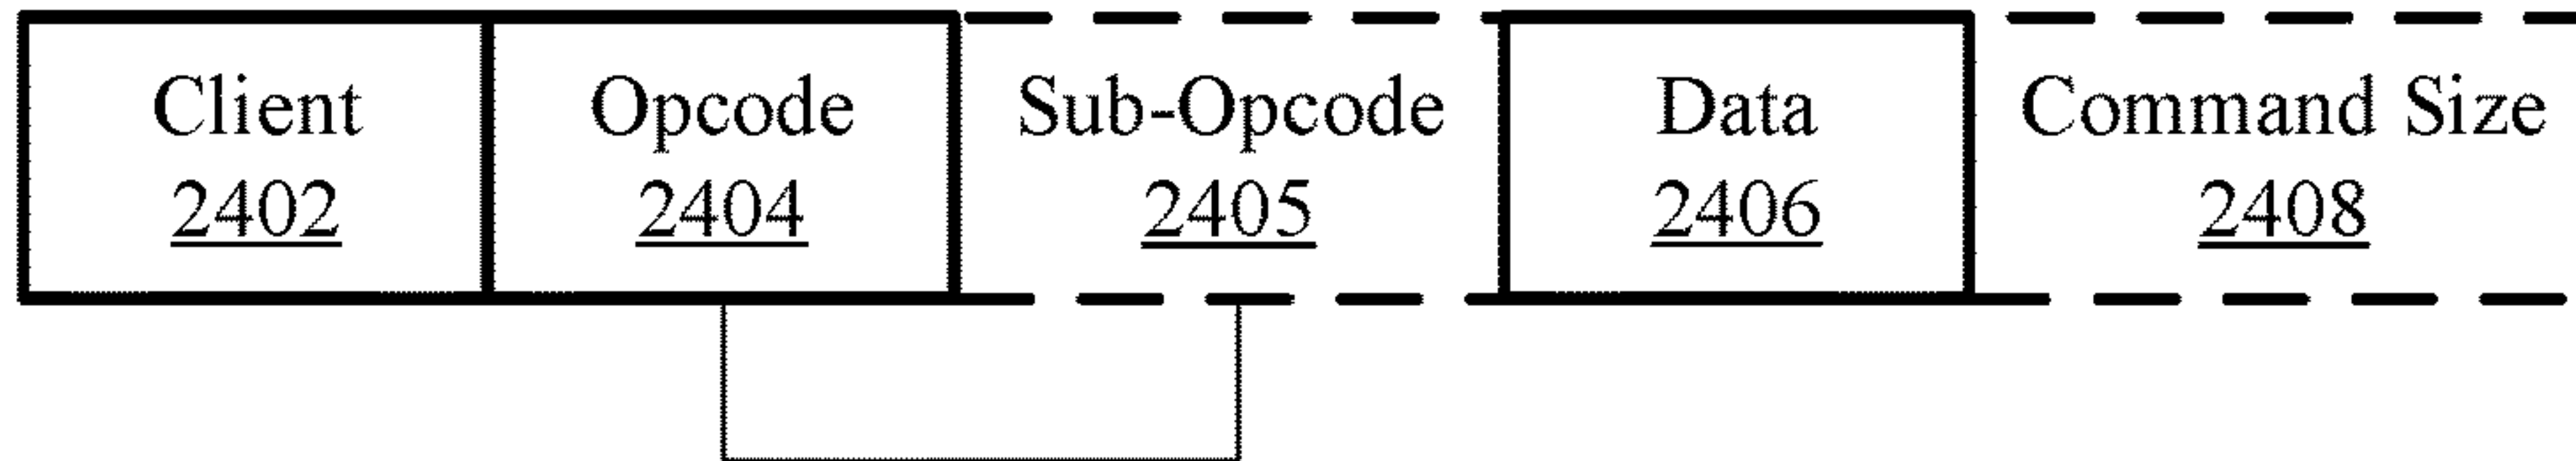 Client
2402
Opcode
2404
Sub-Opcode
2405
Data
2406
Command Size
2408